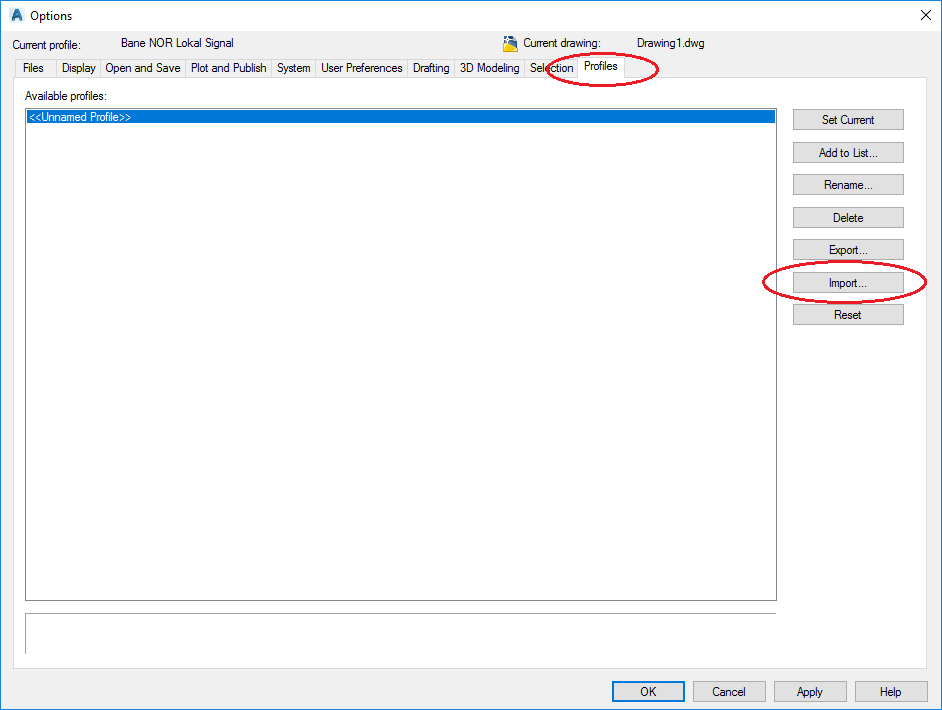 Options
Current profile: Bane NOR Lokal Signal Current drawing: Drawing1.dwg
Files Display Open and Save Plot and Publish System User Preferences Drafting 3D Modeling Selection Profiles
Available profiles:
<<Unnamed Profile>>
Set Current
Add to List...
Rename...
Delete
Export...
Import...
Reset
OK Cancel Apply Help